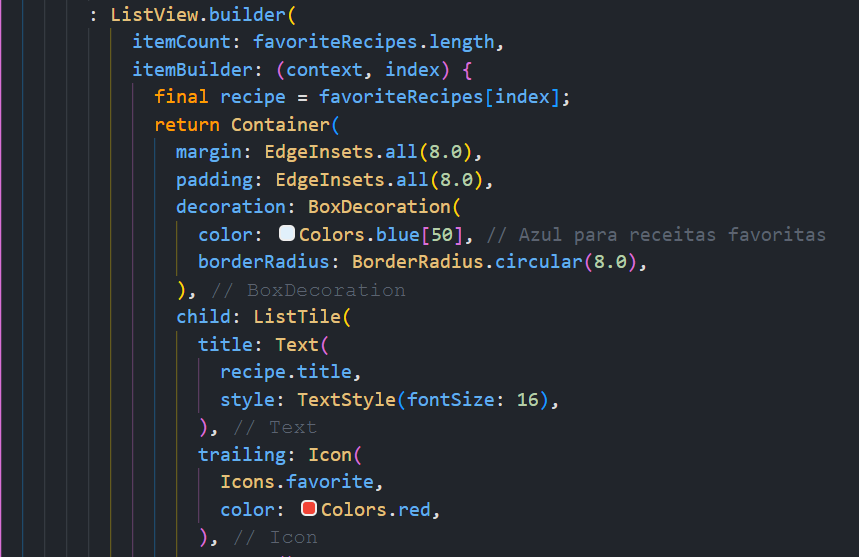 : ListView.builder(
itemCount: favoriteRecipes.length,
itemBuilder: (context, index) {
final recipe = favoriteRecipes[index];
return Container(
margin: EdgeInsets.all(8.0),
padding: EdgeInsets.all(8.0),
decoration: BoxDecoration(
color: Colors.blue[50], // Azul para receitas favoritas
borderRadius: BorderRadius.circular(8.0),
), // BoxDecoration
child: ListTile(
title: Text(
recipe.title,
style: TextStyle(fontSize: 16),
), // Text
trailing: Icon(
Icons.favorite,
color: Colors.red,
), // Icon